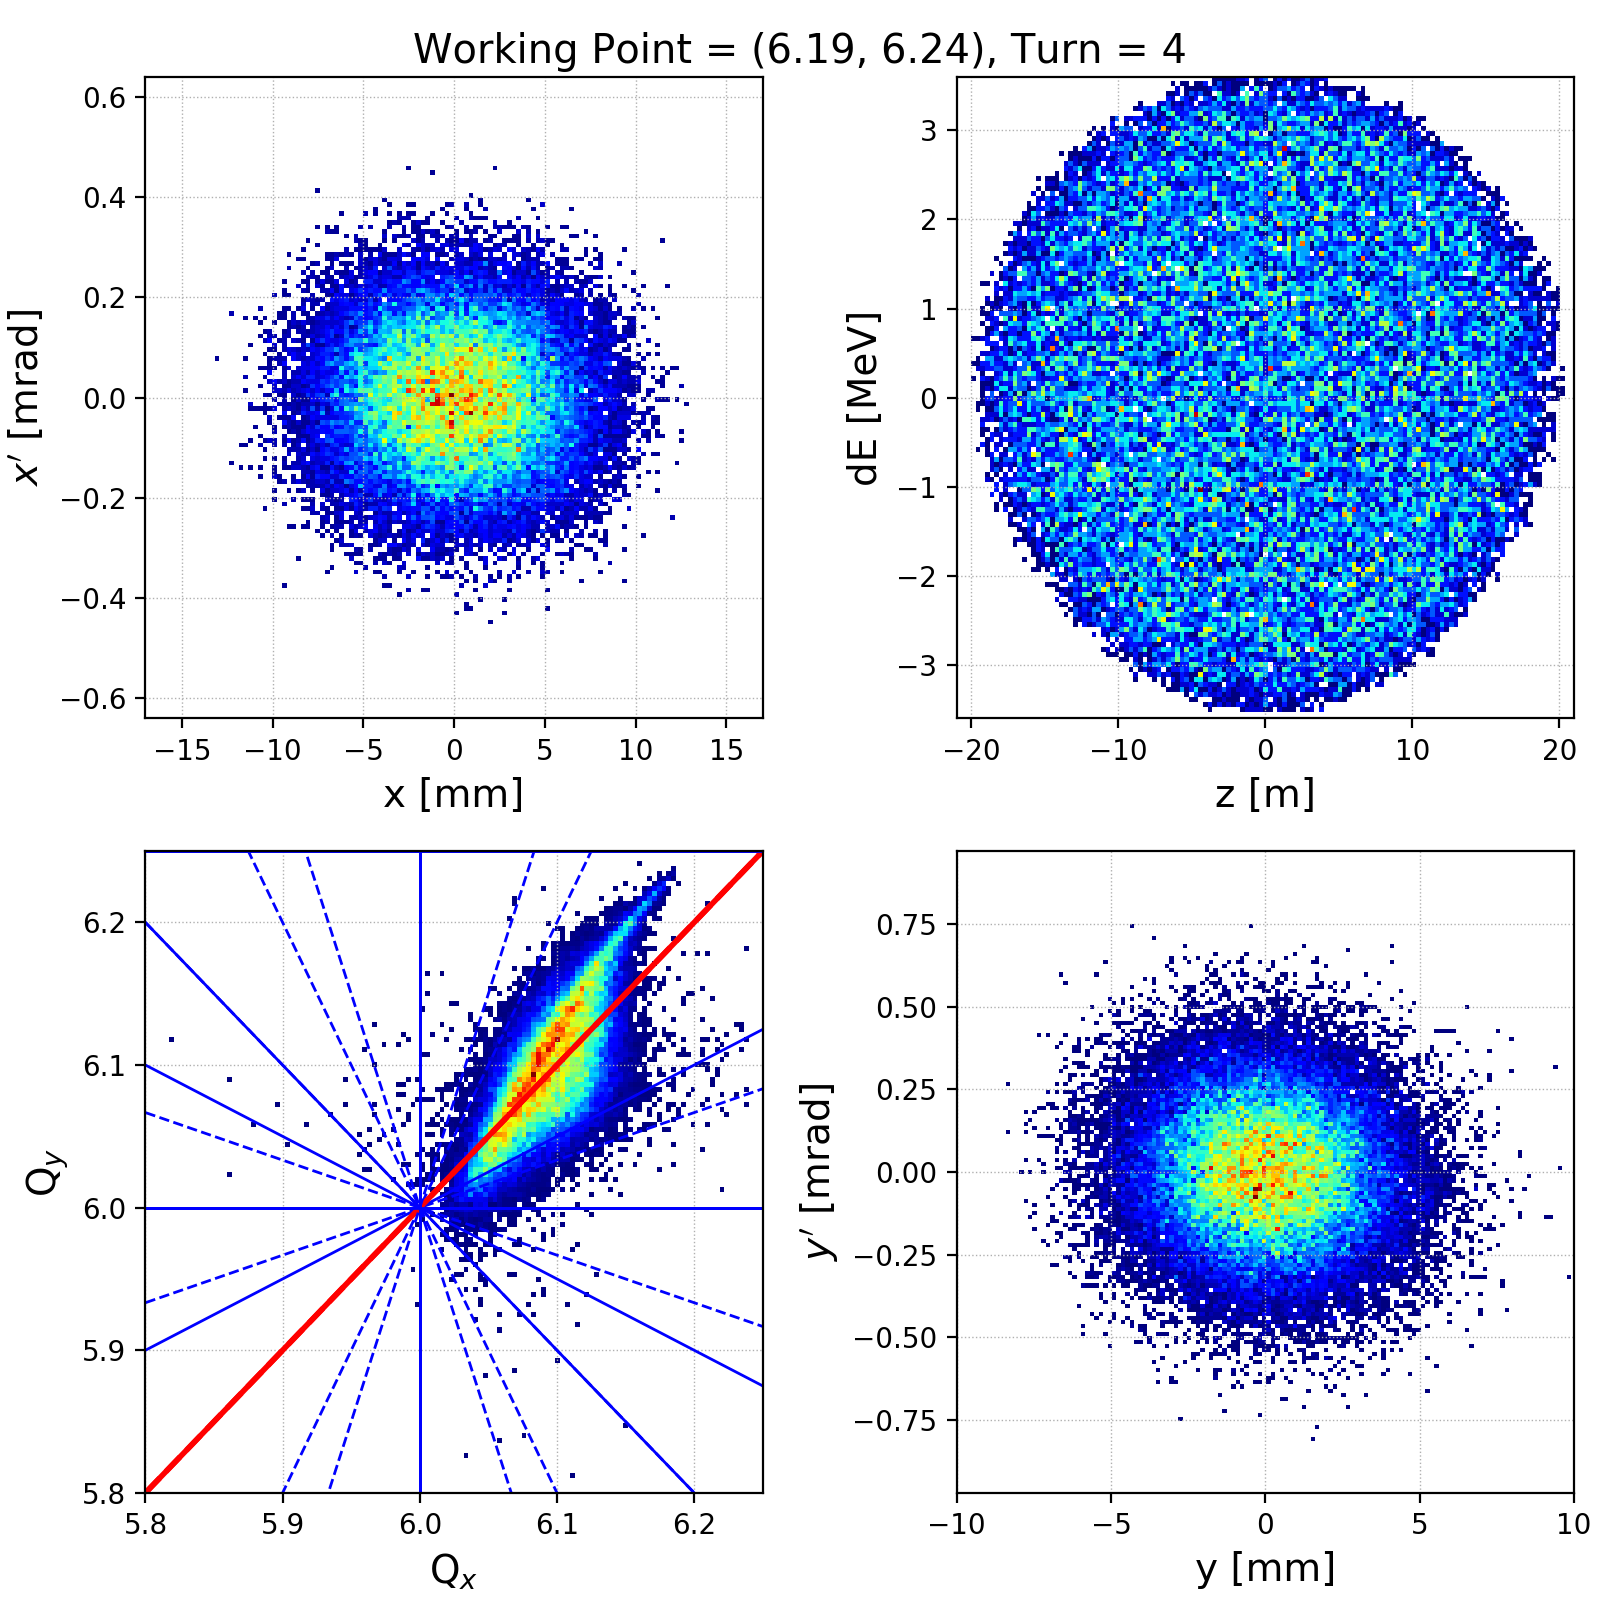 Working Point = (6.19, 6.24), Turn = 4
0.6
0.4
0.2
0.0
−0.2
−0.4
−0.6
x′ [mrad]
−15 −10 −5 0 5 10 15
x [mm]
3
2
1
0
−1
−2
−3
dE [MeV]
−20 −10 0 10 20
z [m]
6.2
6.1
6.0
5.9
5.8
Qy
5.8 5.9 6.0 6.1 6.2
Qx
0.75
0.50
0.25
0.00
−0.25
−0.50
−0.75
y′ [mrad]
−10 −5 0 5 10
y [mm]